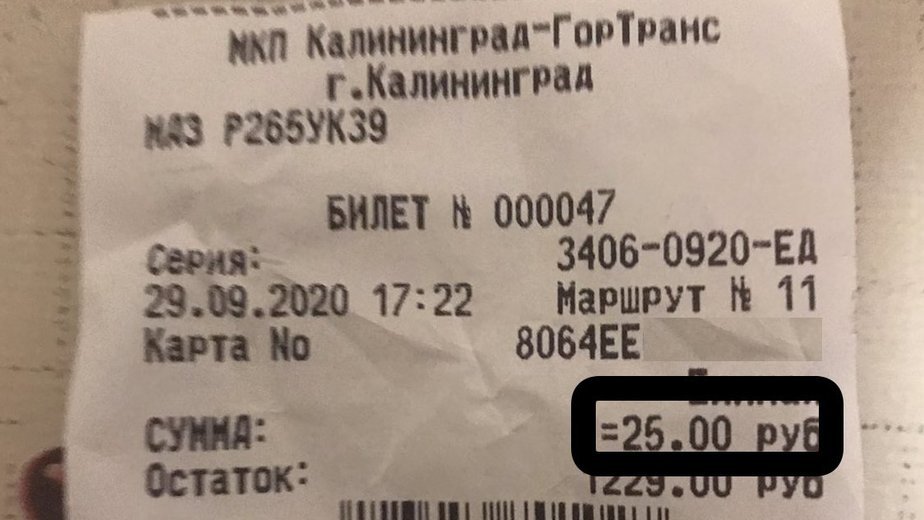 МКП Калининград-ГорТранс
г.Калининград
МАЗ Р265УК39
БИЛЕТ № 000047
Серия: 3406-0920-ЕД
29.09.2020 17:22 Маршрут № 11
Карта No 8064EE
СУММА: =25.00 руб
Остаток: 1229.00 руб